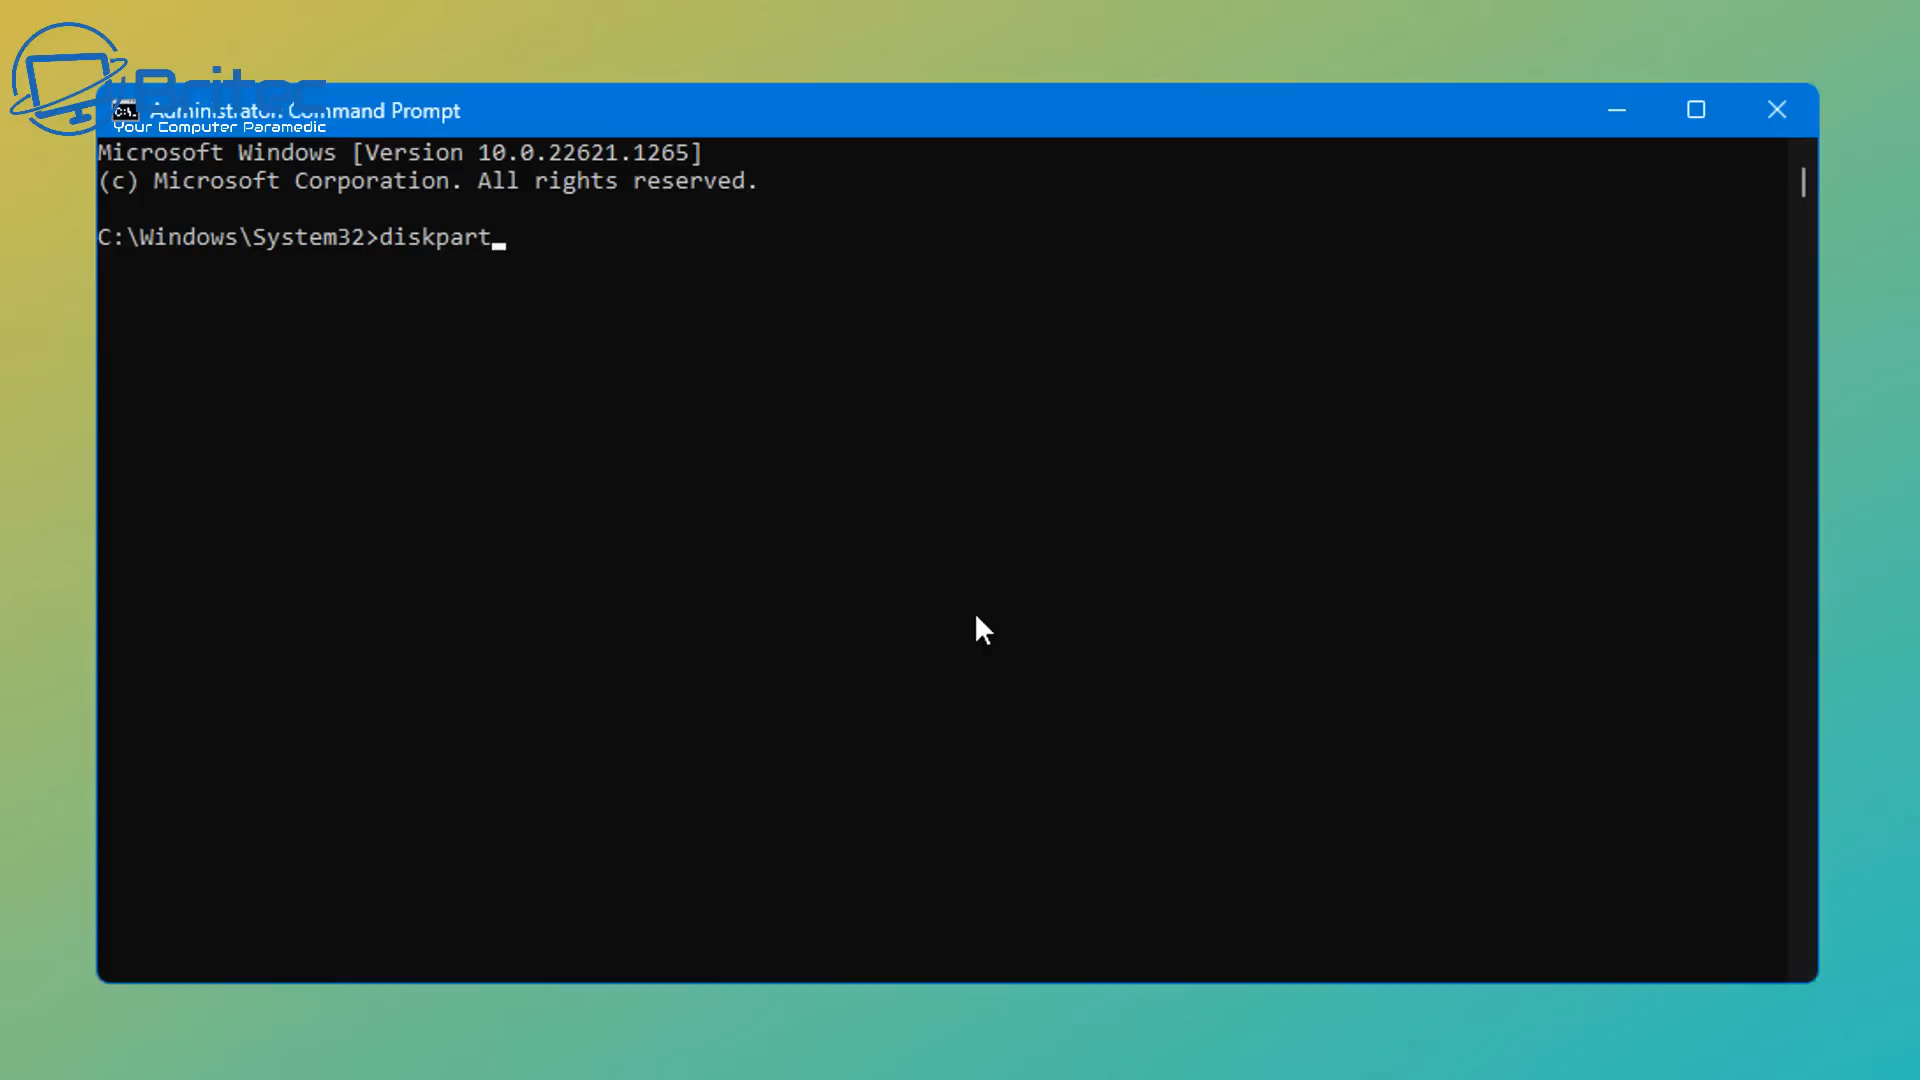 Britec
Administrator: Command Prompt
Your Computer Paramedic
Microsoft Windows [Version 10.0.22621.1265]
(c) Microsoft Corporation. All rights reserved.
C:\Windows\System32>diskpart